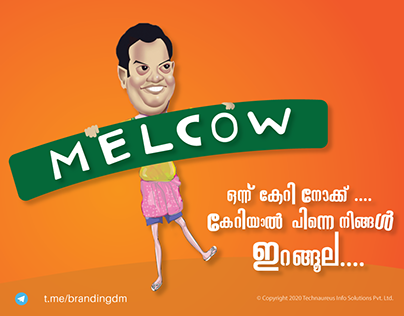 MELCOW
ഒന്ന് കേറി നോക്ക് ....
കേറിയാൽ പിന്നെ നിങ്ങൾ
ഇറങ്ങൂല....
t.me/brandingdm
© Copyright 2020 Technaureus Info Solutions Pvt. Ltd.